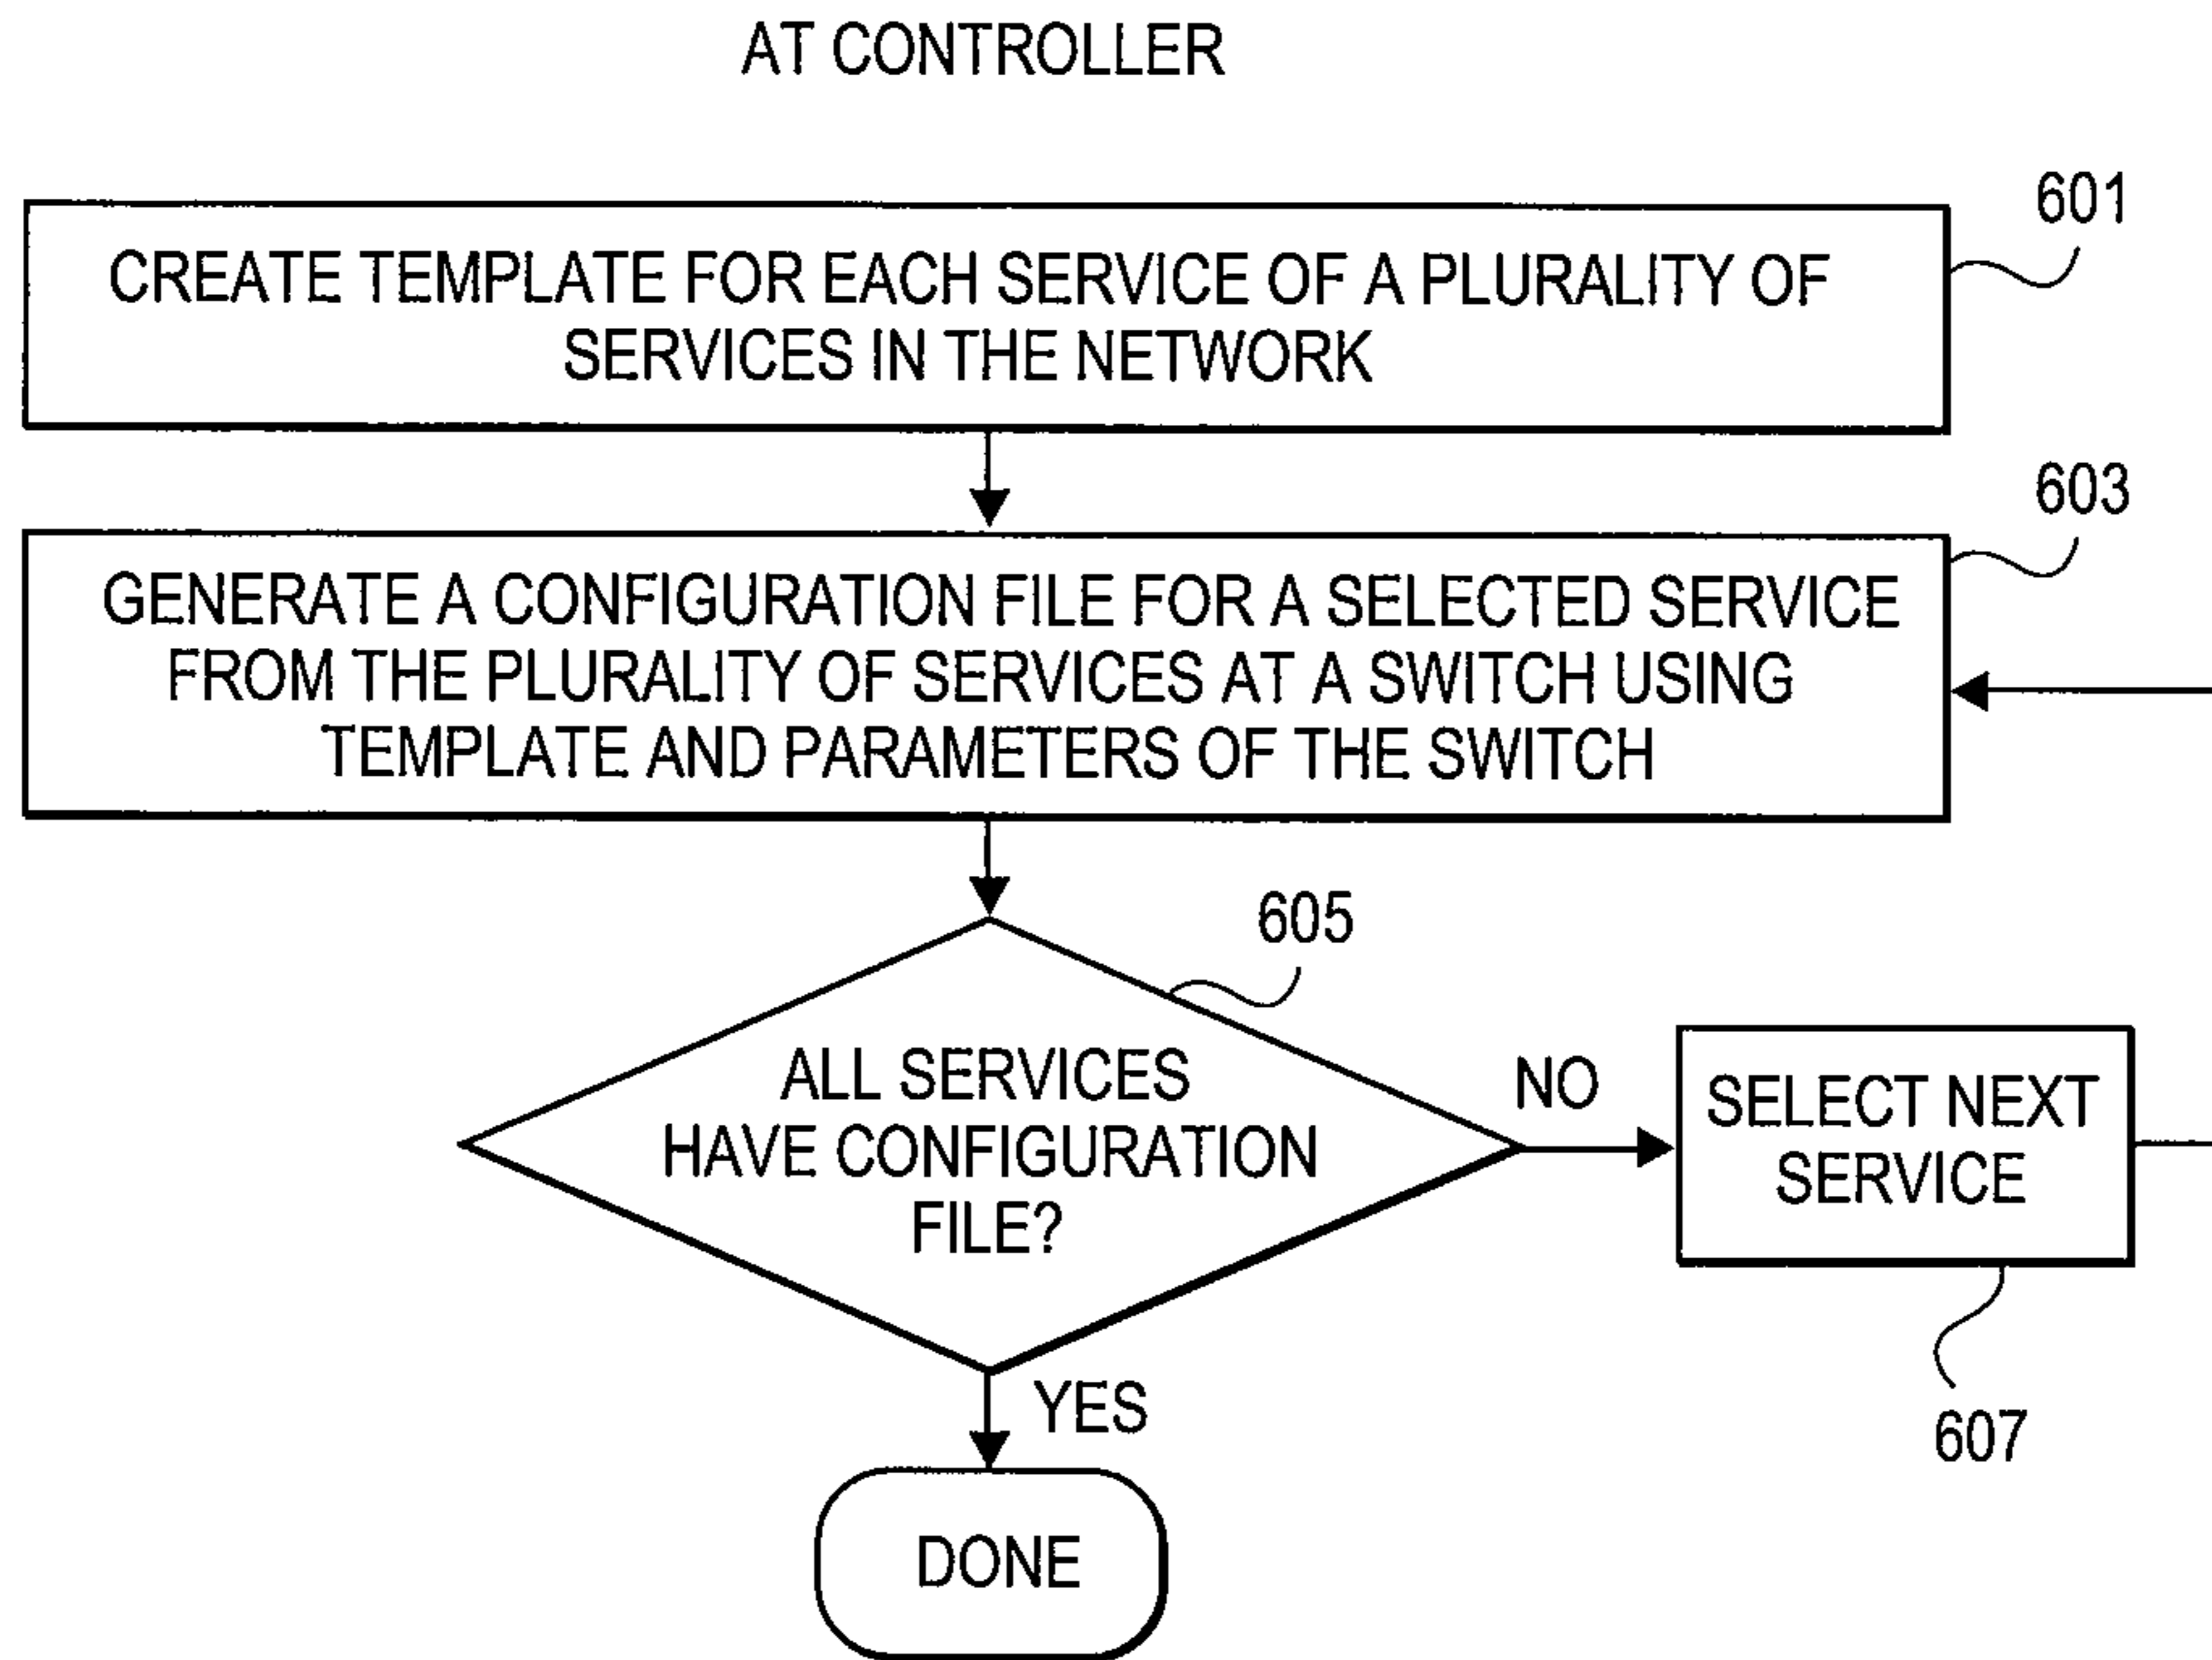 AT CONTROLLER
601
CREATE TEMPLATE FOR EACH SERVICE OF A PLURALITY OF
SERVICES IN THE NETWORK
603
GENERATE A CONFIGURATION FILE FOR A SELECTED SERVICE
FROM THE PLURALITY OF SERVICES AT A SWITCH USING
TEMPLATE AND PARAMETERS OF THE SWITCH
605
ALL SERVICES
HAVE CONFIGURATION
FILE?
NO
SELECT NEXT
SERVICE
607
YES
DONE